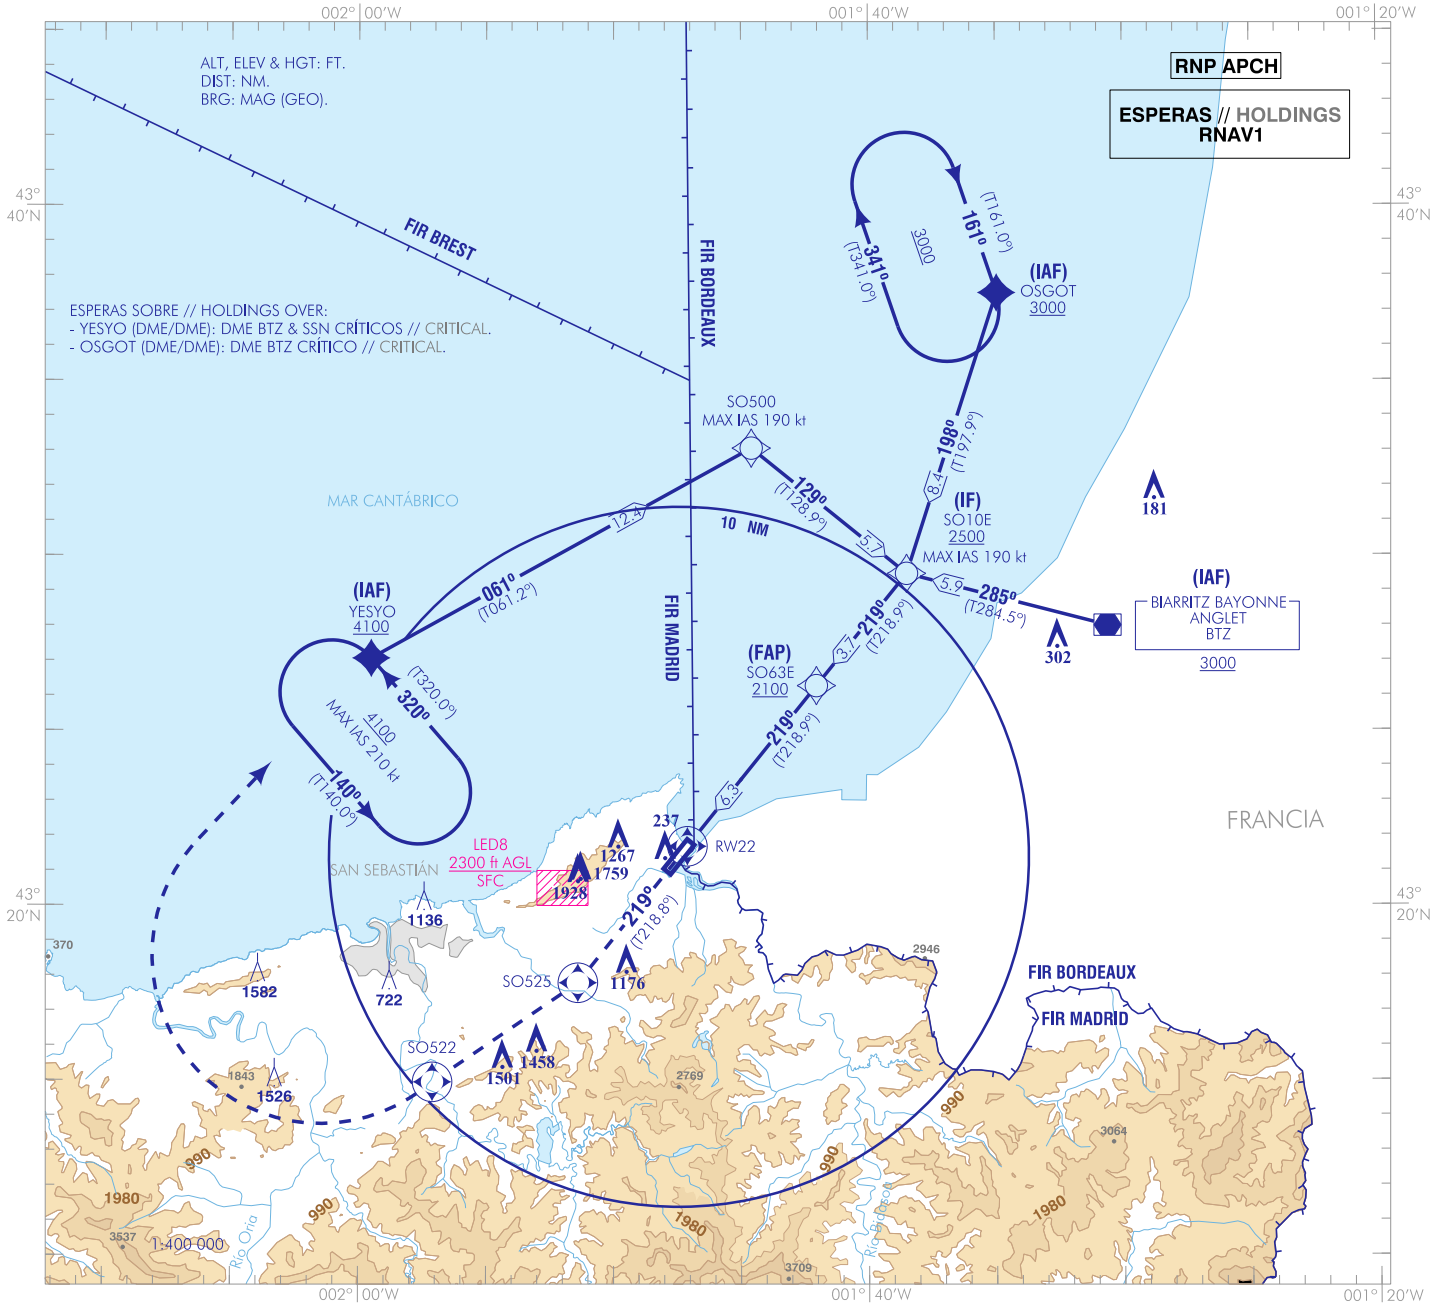 002° 00'W
001° 40'W
001° 20'W
ALT, ELEV & HGT: FT.
DIST: NM.
BRG: MAG (GEO).
RNP APCH
ESPERAS // HOLDINGS
RNAV1
43°
40'N
43°
40'N
FIR BREST
FIR BORDEAUX
3000
161°
(T161.0°)
341°
(T341.0°)
(IAF)
OSGOT
3000
ESPERAS SOBRE // HOLDINGS OVER:
- YESYO (DME/DME): DME BTZ & SSN CRÍTICOS // CRITICAL.
- OSGOT (DME/DME): DME BTZ CRÍTICO // CRITICAL.
SO500
MAX IAS 190 kt
198°
(T197.9°)
8.4
129°
(T128.9°)
5.7
MAR CANTÁBRICO
12.4
10 NM
(IF)
SO10E
2500
MAX IAS 190 kt
181
061°
(T061.2°)
(IAF)
YESYO
4100
FIR MADRID
5.9
285°
(T284.5°)
(IAF)
BIARRITZ BAYONNE
ANGLET
BTZ
3000
302
219°
(T218.9°)
3.7
(FAP)
SO63E
2100
320°
(T320.0°)
4100
MAX IAS 210 kt
140°
(T140.0°)
219°
(T218.9°)
6.3
237
RW22
FRANCIA
LED8
2300 ft AGL
SFC
1267
1759
1928
SAN SEBASTIÁN
43°
20'N
43°
20'N
1136
219°
(T218.8°)
370
1582
722
SO525
1176
2946
FIR BORDEAUX
FIR MADRID
SO522
1458
1501
1843
1526
2769
990
3064
990
990
990
1980
1980
1980
3537
1:400 000
Río Oria
Río Bidasoa
3709
002° 00'W
001° 40'W
001° 20'W